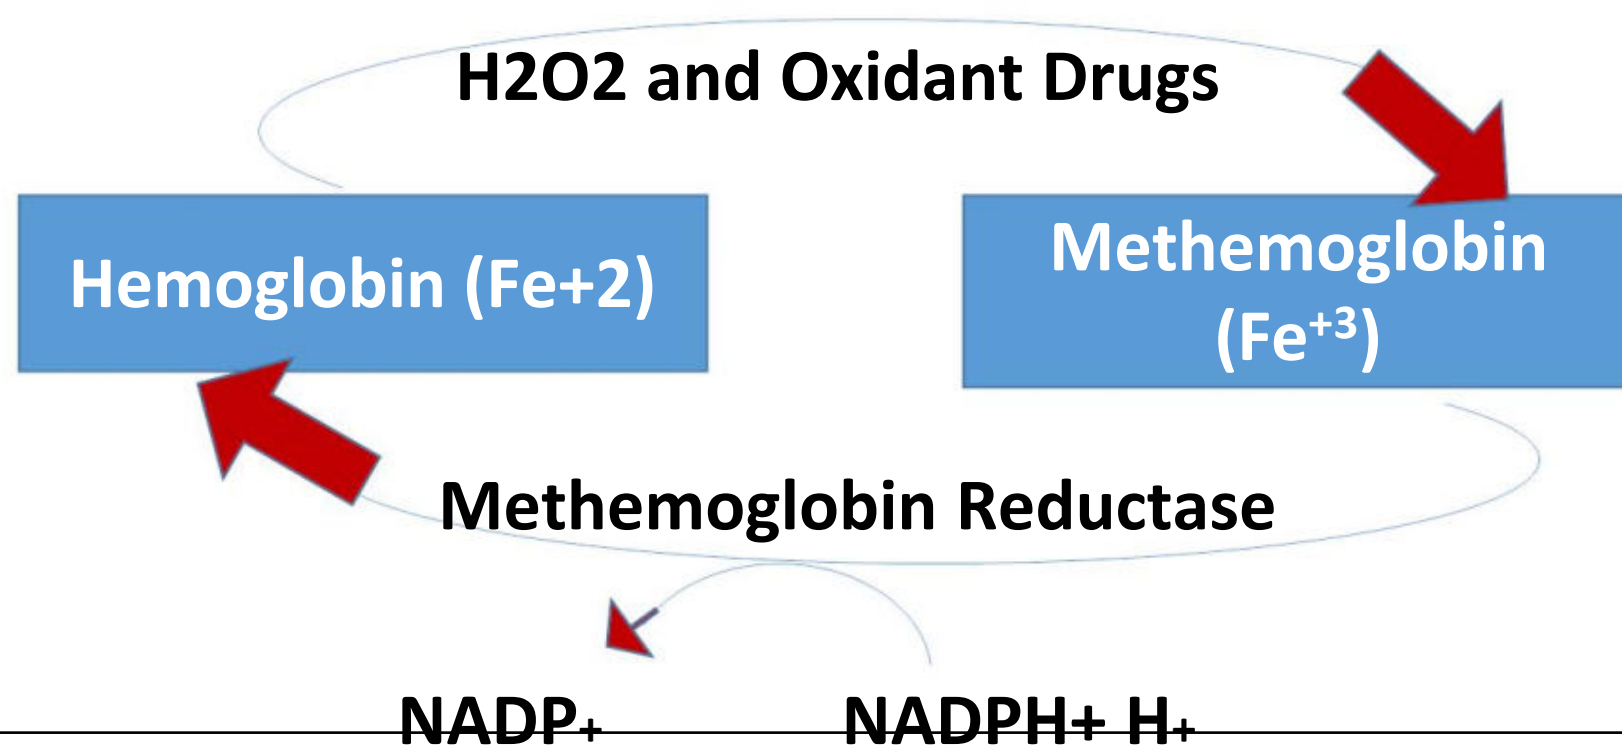 H2O2 and Oxidant Drugs
Hemoglobin (Fe+2)
Methemoglobin
(Fe⁺³)
Methemoglobin Reductase
NADP₊
NADPH+ H₊